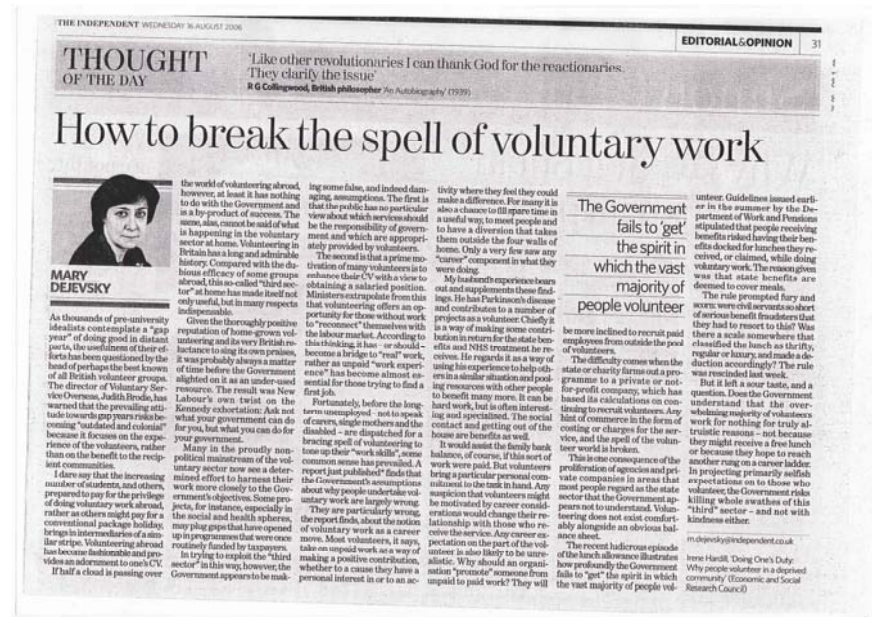 THE INDEPENDENT WEDNESDAY 16 AUGUST 2006
EDITORIAL&OPINION 31
THOUGHT
OF THE DAY
'Like other revolutionaries I can thank God for the reactionaries.
They clarify the issue'
R G Collingwood, British philosopher 'An Autobiography' (1939)
How to break the spell of voluntary work
MARY
DEJEVSKY
As thousands of pre-university
idealists contemplate a "gap
year" of doing good in distant
parts, the usefulness of their ef-
forts has been questioned by the
head of perhaps the best known
of all British volunteer groups.
The director of Voluntary Ser-
vice Overseas, Judith Brodie, has
warned that the prevailing atti-
tude towards gap years risks be-
coming "outdated and colonial"
because it focuses on the expe-
rience of the volunteers, rather
than on the benefit to the recip-
ient communities.
I dare say that the increasing
number of students, and others,
prepared to pay for the privilege
of doing voluntary work abroad,
rather as others might pay for a
conventional package holiday,
brings in intermediaries of a sim-
ilar stripe. Volunteering abroad
has become fashionable and pro-
vides an adornment to one's CV.
If half a cloud is passing over
the world of volunteering abroad,
however, at least it has nothing
to do with the Government and
is a by-product of success. The
same, alas, cannot be said of what
is happening in the voluntary
sector at home. Volunteering in
Britain has a long and admirable
history. Compared with the du-
bious efficacy of some groups
abroad, this so-called "third sec-
tor" at home has made itself not
only useful, but in many respects
indispensable.
Given the thoroughly positive
reputation of home-grown vol-
unteering and its very British re-
luctance to sing its own praises,
it was probably always a matter
of time before the Government
alighted on it as an under-used
resource. The result was New
Labour's own twist on the
Kennedy exhortation: Ask not
what your government can do
for you, but what you can do for
your government.
Many in the proudly non-
political mainstream of the vol-
untary sector now see a deter-
mined effort to harness their
work more closely to the Gov-
ernment's objectives. Some pro-
jects, for instance, especially in
the social and health spheres,
may plug gaps that have opened
up in programmes that were once
routinely funded by taxpayers.
In trying to exploit the "third
sector" in this way, however, the
Government appears to be mak-
ing some false, and indeed dam-
aging, assumptions. The first is
that the public has no particular
view about which services should
be the responsibility of govern-
ment and which are appropri-
ately provided by volunteers.
The second is that a prime mo-
tivation of many volunteers is to
enhance their CV with a view to
obtaining a salaried position.
Ministers extrapolate from this
that volunteering offers an op-
portunity for those without work
to "reconnect" themselves with
the labour market. According to
this thinking, it has – or should –
become a bridge to "real" work,
rather as unpaid "work experi-
ence" has become almost es-
sential for those trying to find a
first job.
Fortunately, before the long-
term unemployed – not to speak
of carers, single mothers and the
disabled – are dispatched for a
bracing spell of volunteering to
tone up their "work skills", some
common sense has prevailed. A
report just published* finds that
the Government's assumptions
about why people undertake vol-
untary work are largely wrong.
They are particularly wrong,
the report finds, about the notion
of voluntary work as a career
move. Most volunteers, it says,
take on unpaid work as a way of
making a positive contribution,
whether to a cause they have a
personal interest in or to an ac-
tivity where they feel they could
make a difference. For many it is
also a chance to fill spare time in
a useful way, to meet people and
to have a diversion that takes
them outside the four walls of
home. Only a very few saw any
"career" component in what they
were doing.
My husband's experience bears
out and supplements these find-
ings. He has Parkinson's disease
and contributes to a number of
projects as a volunteer. Chiefly it
is a way of making some contri-
bution in return for the state ben-
efits and NHS treatment he re-
ceives. He regards it as a way of
using his experience to help oth-
ers in a similar situation and pool-
ing resources with other people
to benefit many more. It can be
hard work, but is often interest-
ing and specialised. The social
contact and getting out of the
house are benefits as well.
It would assist the family bank
balance, of course, if this sort of
work were paid. But volunteers
bring a particular personal com-
mitment to the task in hand. Any
suspicion that volunteers might
be motivated by career consid-
erations would change their re-
lationship with those who re-
ceive the service. Any career ex-
pectation on the part of the vol-
unteer is also likely to be unre-
alistic. Why should an organi-
sation "promote" someone from
unpaid to paid work? They will
The Government
fails to 'get'
the spirit in
which the vast
majority of
people volunteer
be more inclined to recruit paid
employees from outside the pool
of volunteers.
The difficulty comes when the
state or charity farms out a pro-
gramme to a private or not-
for-profit company, which has
based its calculations on con-
tinuing to recruit volunteers. Any
hint of commerce in the form of
costing or charges for the ser-
vice, and the spell of the volun-
teer world is broken.
This is one consequence of the
proliferation of agencies and pri-
vate companies in areas that
most people regard as the state
sector that the Government ap-
pears not to understand. Volun-
teering does not exist comfort-
ably alongside an obvious bal-
ance sheet.
The recent ludicrous episode
of the lunch allowance illustrates
how profoundly the Government
fails to "get" the spirit in which
the vast majority of people vol-
unteer. Guidelines issued earli-
er in the summer by the De-
partment of Work and Pensions
stipulated that people receiving
benefits risked having their ben-
efits docked for lunches they re-
ceived, or claimed, while doing
voluntary work. The reason given
was that state benefits are
deemed to cover meals.
The rule prompted fury and
scorn: were civil servants so short
of serious benefit fraudsters that
they had to resort to this? Was
there a scale somewhere that
classified the lunch as thrifty,
regular or luxury, and made a de-
duction accordingly? The rule
was rescinded last week.
But it left a sour taste, and a
question. Does the Government
understand that the over-
whelming majority of volunteers
work for nothing for truly al-
truistic reasons – not because
they might receive a free lunch
or because they hope to reach
another rung on a career ladder.
In projecting primarily selfish
expectations on to those who
volunteer, the Government risks
killing whole swathes of this
"third" sector – and not with
kindness either.
m.dejevsky@independent.co.uk
Irene Hardill, 'Doing One's Duty:
Why people volunteer in a deprived
community' (Economic and Social
Research Council)